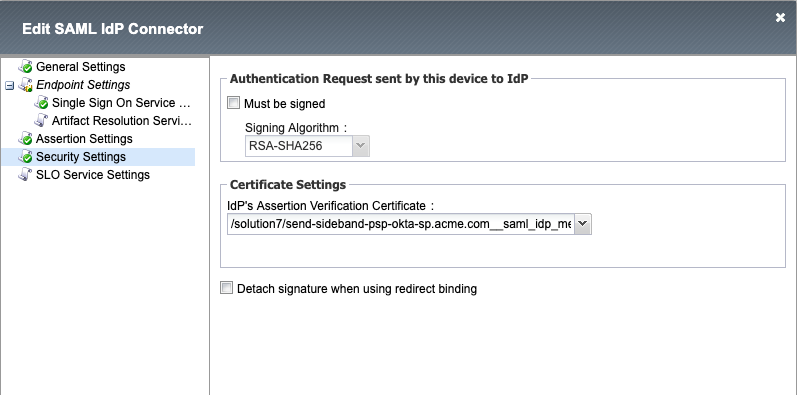 Edit SAML IdP Connector
General Settings
Endpoint Settings
Single Sign On Service ...
Artifact Resolution Servi...
Assertion Settings
Security Settings
SLO Service Settings
Authentication Request sent by this device to IdP
Must be signed
Signing Algorithm :
RSA-SHA256
Certificate Settings
IdP's Assertion Verification Certificate :
/solution7/send-sideband-psp-okta-sp.acme.com__saml_idp_me
Detach signature when using redirect binding